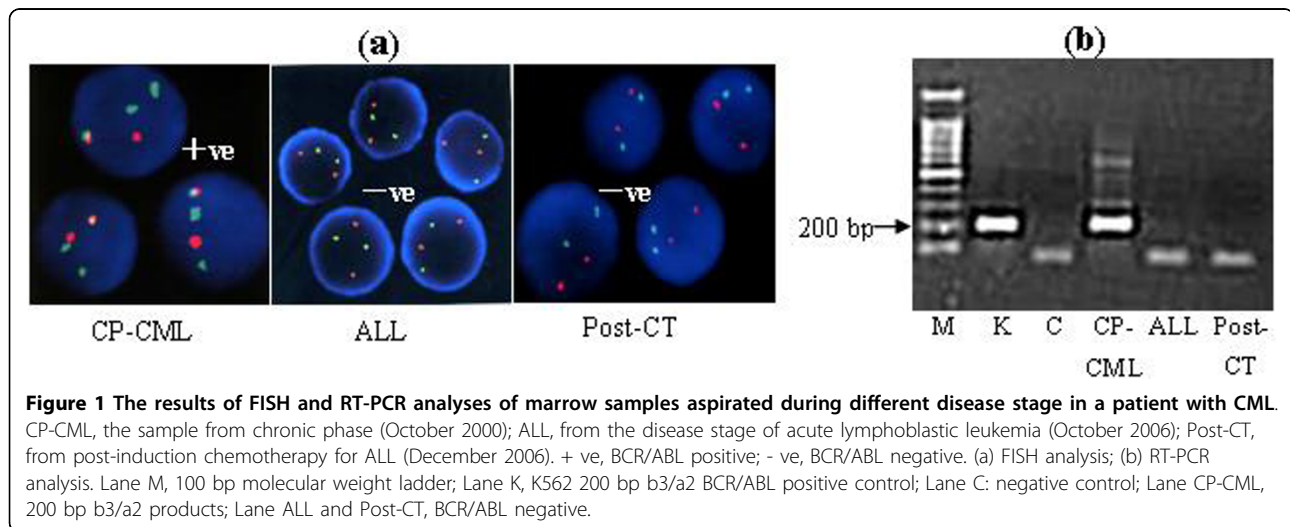 (a)
(b)
+ve
−ve
−ve
CP-CML
ALL
Post-CT
200 bp
M K C CP-CML ALL Post-CT
Figure 1 The results of FISH and RT-PCR analyses of marrow samples aspirated during different disease stage in a patient with CML.
CP-CML, the sample from chronic phase (October 2000); ALL, from the disease stage of acute lymphoblastic leukemia (October 2006); Post-CT,
from post-induction chemotherapy for ALL (December 2006). + ve, BCR/ABL positive; - ve, BCR/ABL negative. (a) FISH analysis; (b) RT-PCR
analysis. Lane M, 100 bp molecular weight ladder; Lane K, K562 200 bp b3/a2 BCR/ABL positive control; Lane C: negative control; Lane CP-CML,
200 bp b3/a2 products; Lane ALL and Post-CT, BCR/ABL negative.